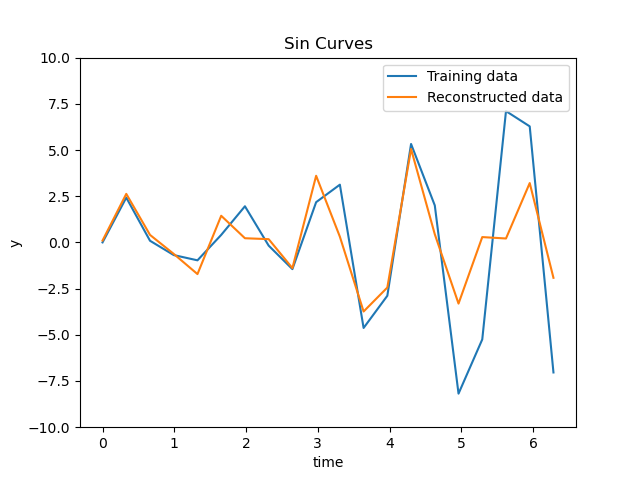 Sin Curves
Training data
Reconstructed data
10.0
7.5
5.0
2.5
0.0
−2.5
−5.0
−7.5
−10.0
y
0 1 2 3 4 5 6
time